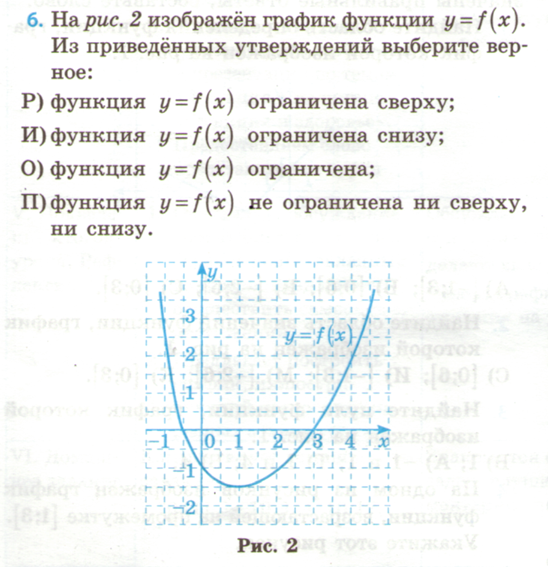 6. На рис. 2 изображён график функции y=f(x).
Из приведённых утверждений выберите вер-
ное:
Р) функция y=f(x) ограничена сверху;
И) функция y=f(x) ограничена снизу;
О) функция y=f(x) ограничена;
П) функция y=f(x) не ограничена ни сверху,
ни снизу.
y
3
y=f(x)
2
1
-1 0 1 2 3 4 x
-1
-2
Рис. 2